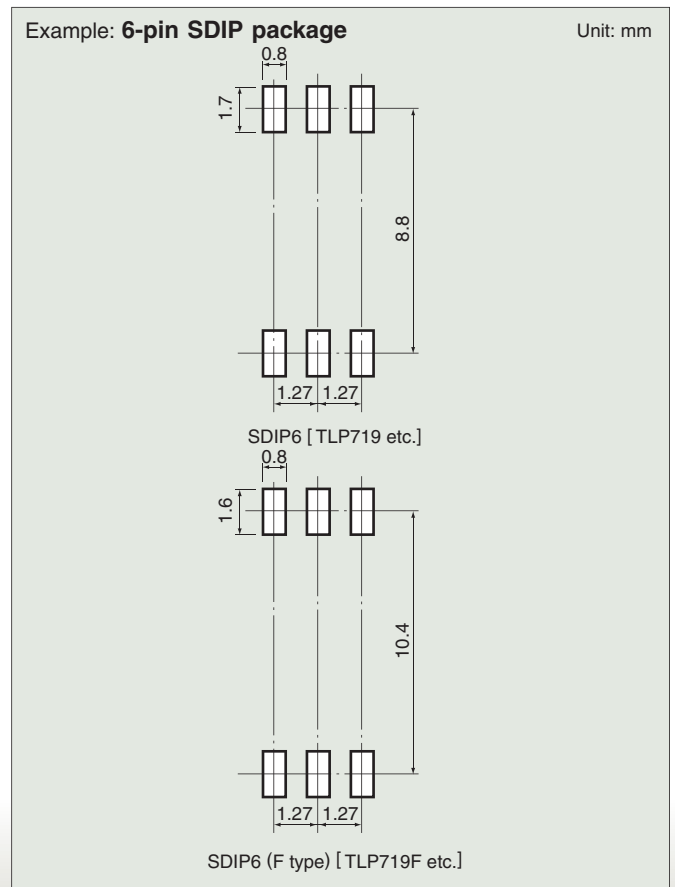 Example: 6-pin SDIP package
Unit: mm
0.8
1.7
8.8
1.27 1.27
SDIP6 [TLP719 etc.]
0.8
1.6
10.4
1.27 1.27
SDIP6 (F type) [TLP719F etc.]